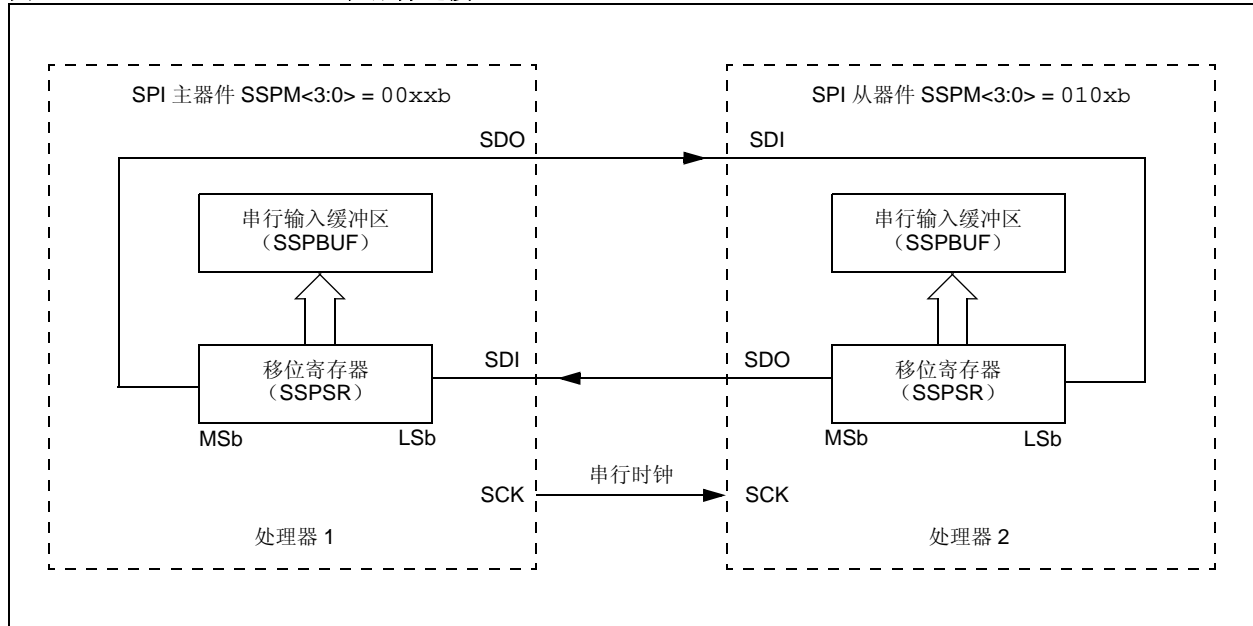 SPI 主器件 SSPM<3:0> = 00xxb
SDO
串行输入缓冲区
（SSPBUF）
移位寄存器
（SSPSR）
MSb
LSb
SDI
SCK
处理器 1
串行时钟
SPI 从器件 SSPM<3:0> = 010xb
SDI
串行输入缓冲区
（SSPBUF）
SDO
移位寄存器
（SSPSR）
MSb
LSb
SCK
处理器 2